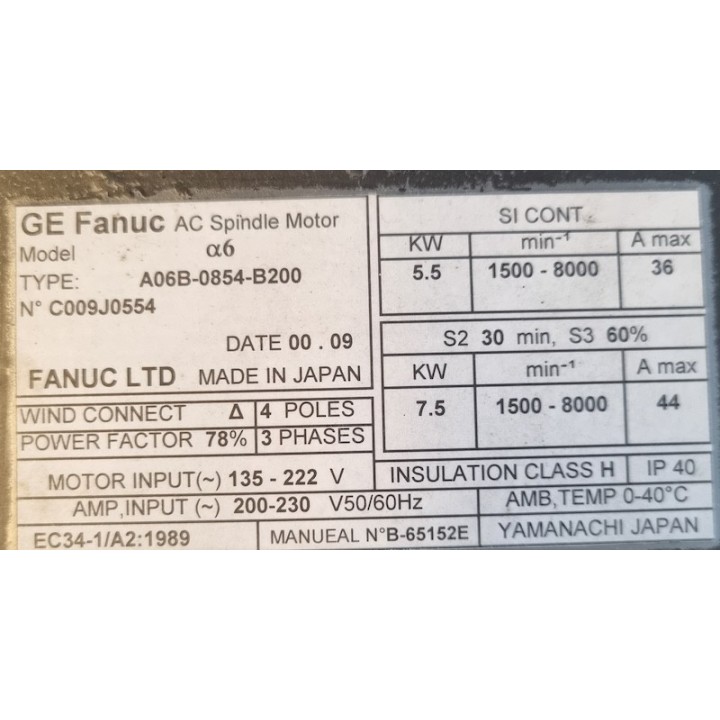 GE Fanuc AC Spindle Motor
Model α6
TYPE: A06B-0854-B200
N° C009J0554
DATE 00 . 09
FANUC LTD MADE IN JAPAN
SI CONT
KW min⁻¹ A max
5.5 1500 - 8000 36
S2 30 min, S3 60%
KW min⁻¹ A max
7.5 1500 - 8000 44
WIND CONNECT Δ 4 POLES
POWER FACTOR 78% 3 PHASES
MOTOR INPUT(~) 135 - 222 V
INSULATION CLASS H IP 40
AMP,INPUT (~) 200-230 V50/60Hz
AMB,TEMP 0-40°C
EC34-1/A2:1989
MANUEAL N°B-65152E
YAMANACHI JAPAN